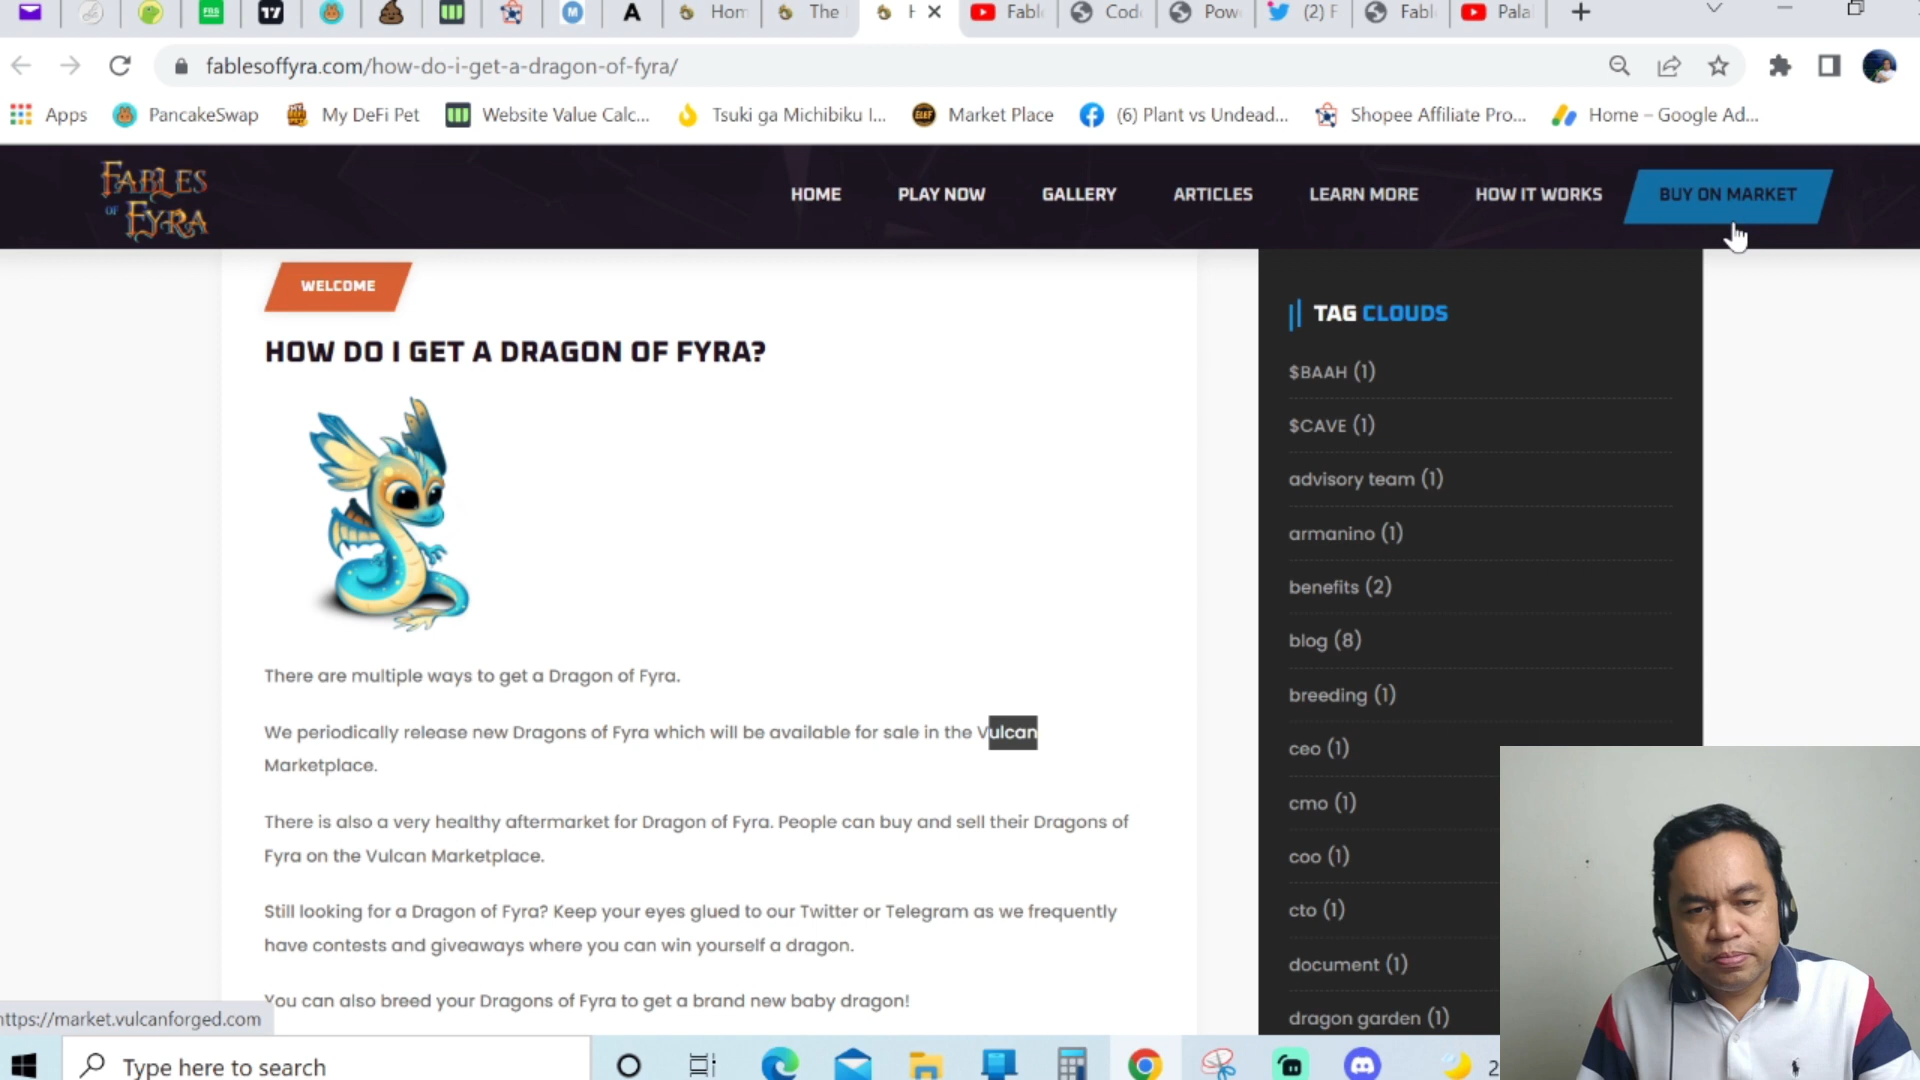 Hom
The
F
Fabl
Cod
Pow
(2) F
Fabl
Palai
fablesoffyra.com/how-do-i-get-a-dragon-of-fyra/
Apps
PancakeSwap
My DeFi Pet
Website Value Calc...
Tsuki ga Michibiku I...
Market Place
(6) Plant vs Undead...
Shopee Affiliate Pro...
Home – Google Ad...
FABLES
OF FYRA
HOME
PLAY NOW
GALLERY
ARTICLES
LEARN MORE
HOW IT WORKS
BUY ON MARKET
WELCOME
HOW DO I GET A DRAGON OF FYRA?
There are multiple ways to get a Dragon of Fyra.
We periodically release new Dragons of Fyra which will be available for sale in the Vulcan
Marketplace.
There is also a very healthy aftermarket for Dragon of Fyra. People can buy and sell their Dragons of
Fyra on the Vulcan Marketplace.
Still looking for a Dragon of Fyra? Keep your eyes glued to our Twitter or Telegram as we frequently
have contests and giveaways where you can win yourself a dragon.
You can also breed your Dragons of Fyra to get a brand new baby dragon!
TAG CLOUDS
$BAAH (1)
$CAVE (1)
advisory team (1)
armanino (1)
benefits (2)
blog (8)
breeding (1)
ceo (1)
cmo (1)
coo (1)
cto (1)
document (1)
dragon garden (1)
https://market.vulcanforged.com
Type here to search
2